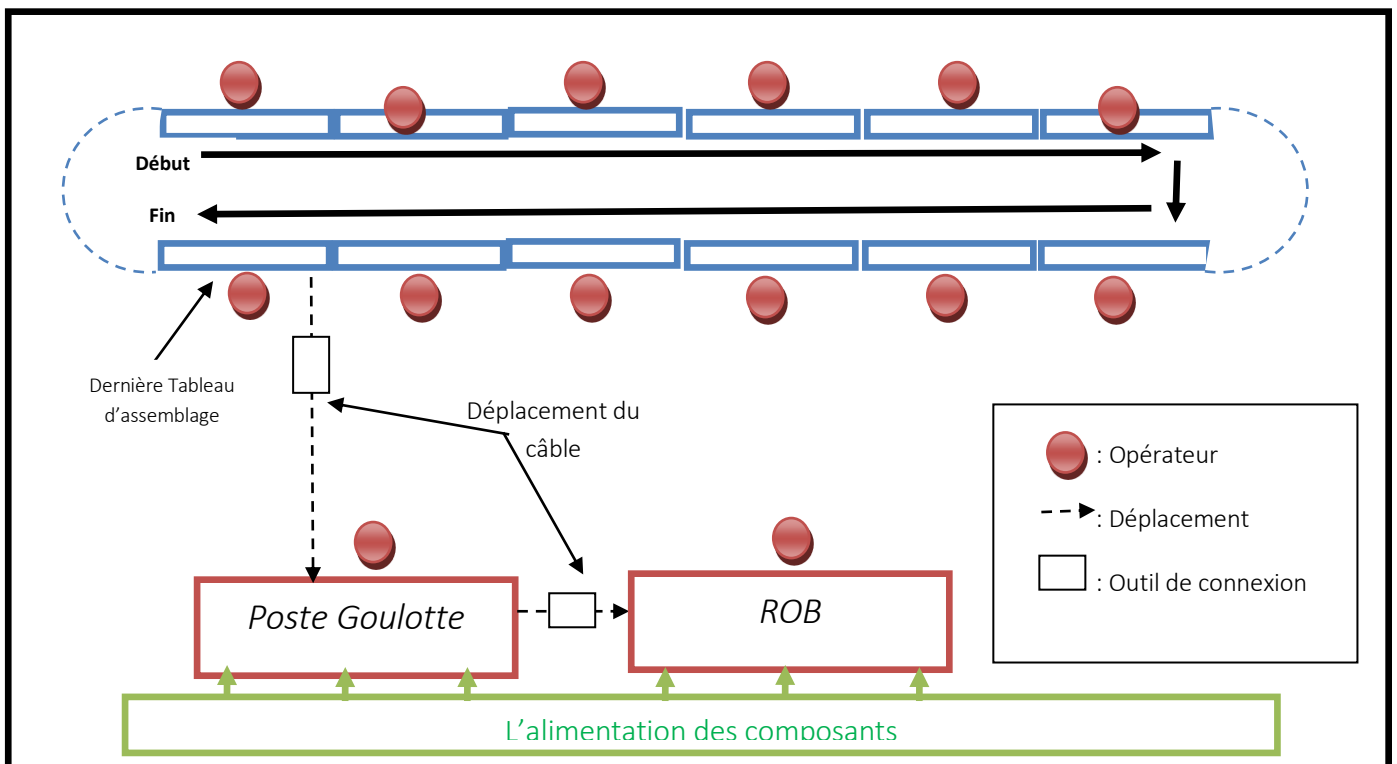 Début
Fin
Dernière Tableau
d'assemblage
Déplacement du
câble
: Opérateur
: Déplacement
: Outil de connexion
Poste Goulotte
ROB
L'alimentation des composants